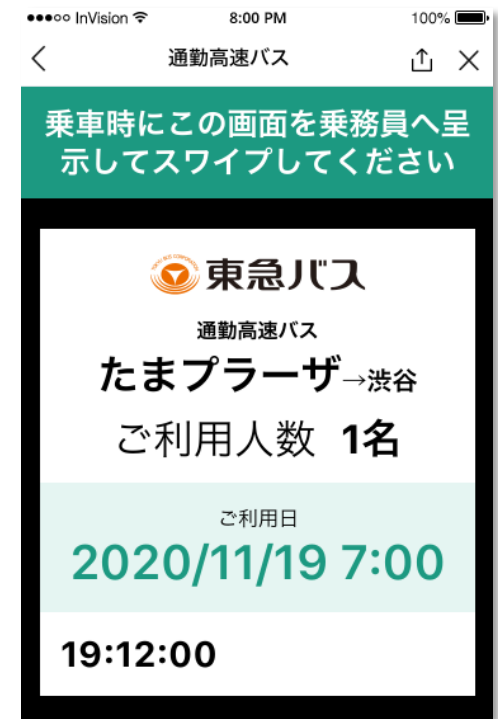 ●●●○○ InVision 8:00 PM 100%
通勤高速バス
乗車時にこの画面を乗務員へ呈
示してスワイプしてください
東急バス
通勤高速バス
たまプラーザ→渋谷
ご利用人数 1名
ご利用日
2020/11/19 7:00
19:12:00